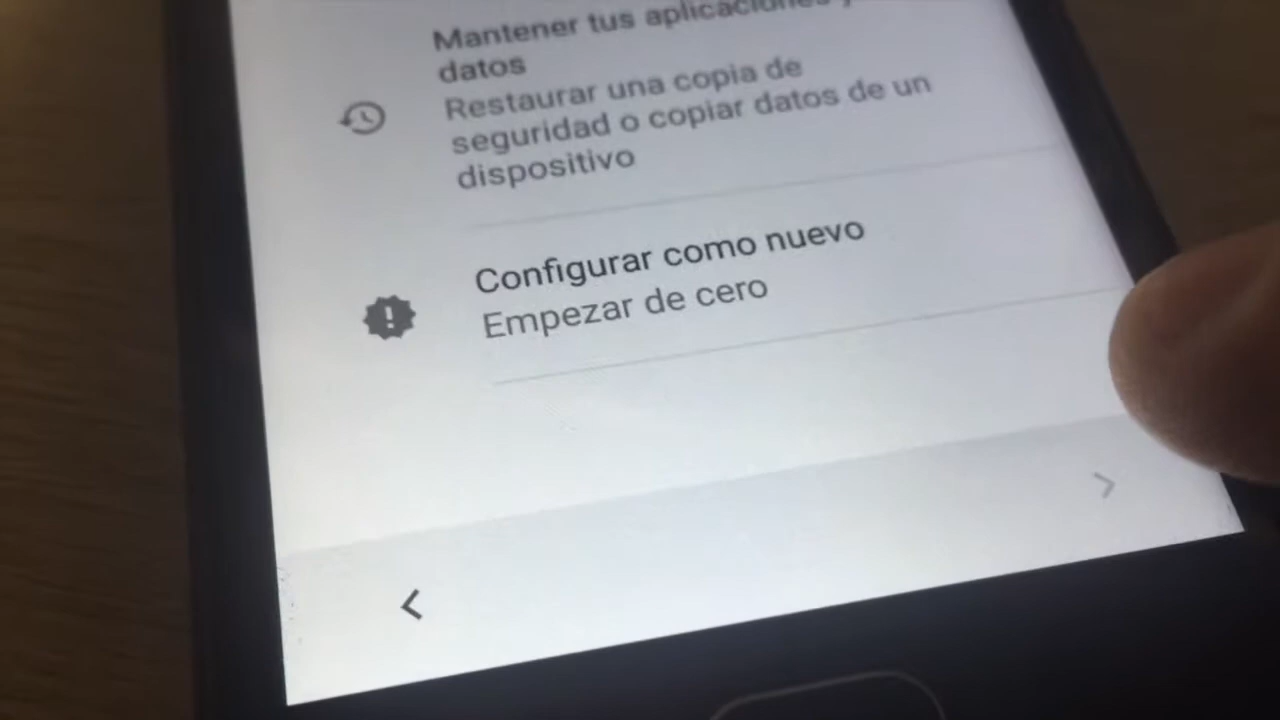 Mantener tus aplicaciones y
datos
Restaurar una copia de
seguridad o copiar datos de un
dispositivo
Configurar como nuevo
Empezar de cero